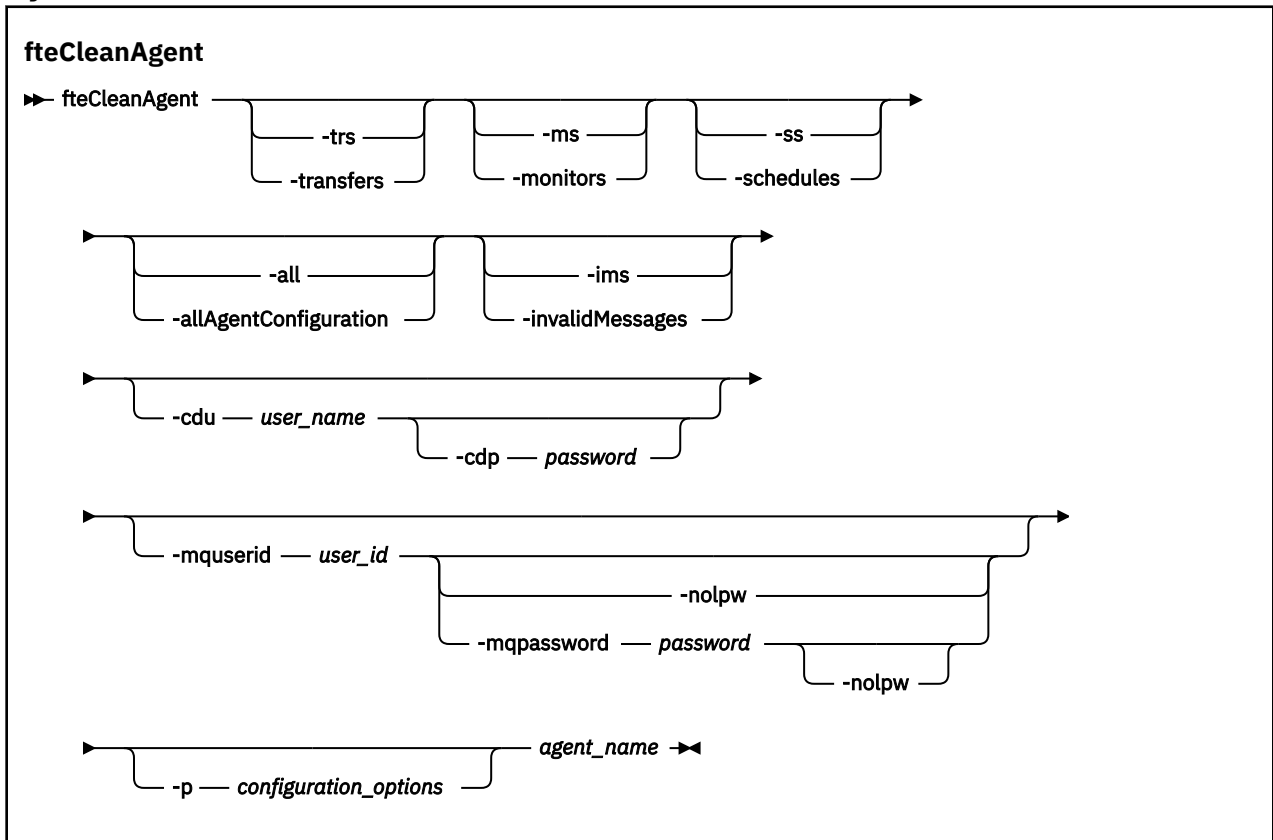 fteCleanAgent
fteCleanAgent
-trs
-transfers
-ms
-monitors
-ss
-schedules
-all
-allAgentConfiguration
-ims
-invalidMessages
-cdu user_name
-cdp password
-mquserid user_id
-nolpw
-mqpassword password
-nolpw
-p configuration_options
agent_name